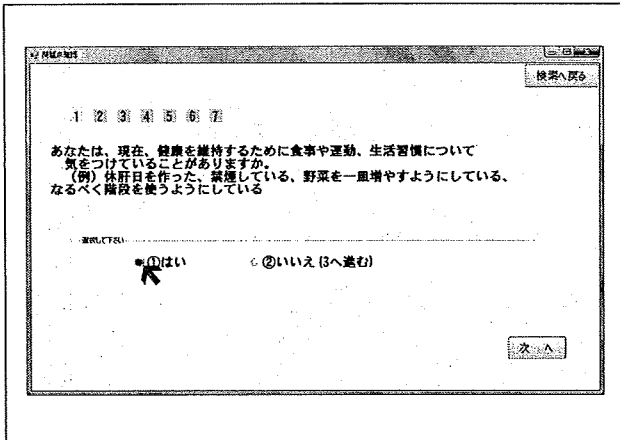 検索へ戻る
1 2 3 4 5 6 7
あなたは、現在、健康を維持するために食事や運動、生活習慣について
気をつけていることがありますか。
(例)休肝日を作った、禁煙している、野菜を一皿増やすようにしている、
なるべく階段を使うようにしている
選択して下さい
①はい ②いいえ (3へ進む)
次 へ